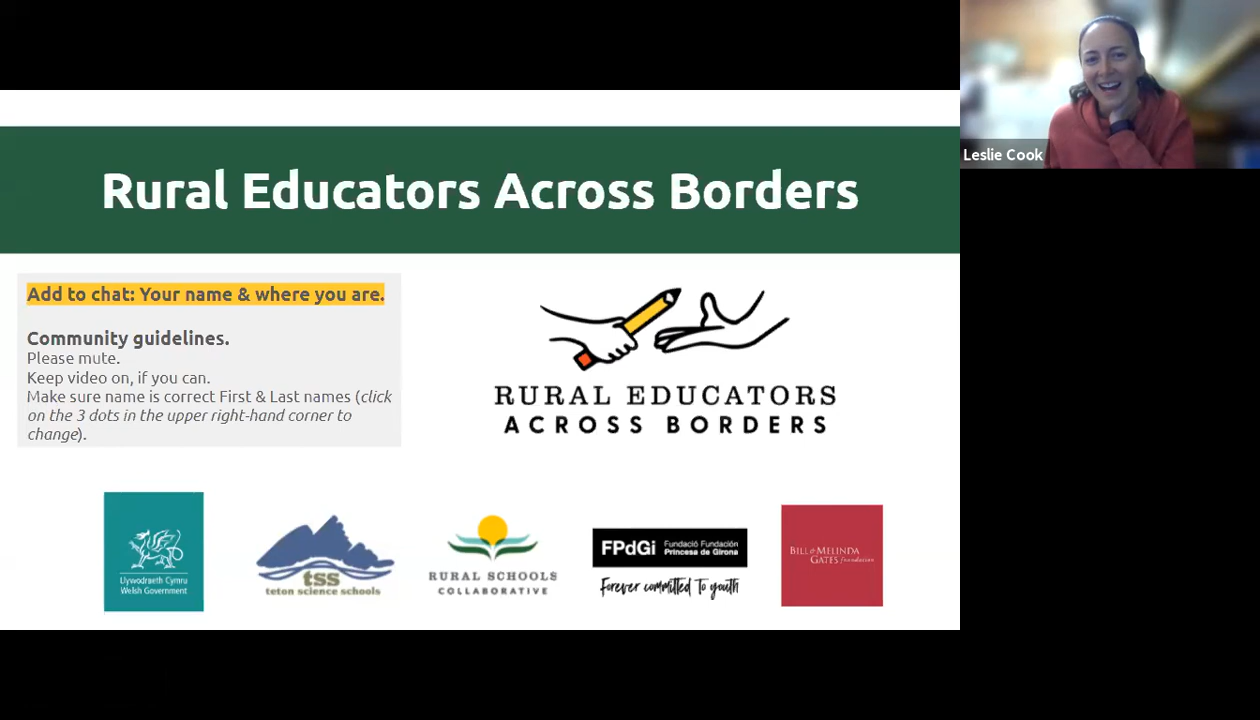 Rural Educators Across Borders
Leslie Cook
Add to chat: Your name & where you are.
Community guidelines.
Please mute.
Keep video on, if you can.
Make sure name is correct First & Last names (click
on the 3 dots in the upper right-hand corner to
change).
RURAL EDUCATORS
ACROSS BORDERS
Llywodraeth Cymru
Welsh Government
tss
teton science schools
RURAL SCHOOLS
COLLABORATIVE
FPdGi
Fundació Fundación
Princesa de Girona
Forever committed to youth
BILL & MELINDA
GATES foundation